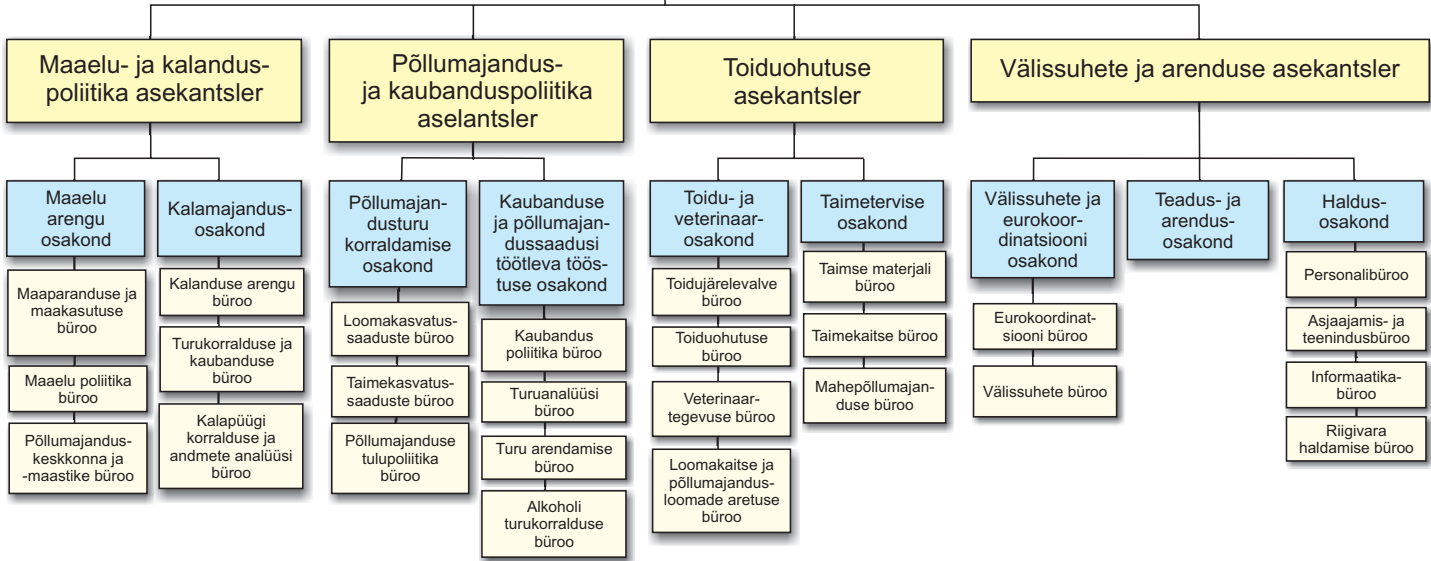 Maaelu- ja kalandus-
poliitika asekantsler
Põllumajandus-
ja kaubanduspoliitika
aselantsler
Toiduohutuse
asekantsler
Välissuhete ja arenduse asekantsler
Maaelu
arengu
osakond
Kalamajandus-
osakond
Põllumajan-
dusturu
korraldamise
osakond
Kaubanduse
ja põllumajan-
dussaadusi
töötleva töös-
tuse osakond
Toidu- ja
veterinaar-
osakond
Taimetervise
osakond
Välissuhete ja
eurokoor-
dinatsiooni
osakond
Teadus- ja
arendus-
osakond
Haldus-
osakond
Maaparanduse ja
maakasutuse
büroo
Maaelu poliitika
büroo
Põllumajandus-
keskkonna ja
-maastike büroo
Kalanduse arengu
büroo
Turukorralduse ja
kaubanduse
büroo
Kalapüügi
korralduse ja
andmete analüüsi
büroo
Loomakasvatus-
saaduste büroo
Taimekasvatus-
saaduste büroo
Põllumajanduse
tulupoliitika
büroo
Kaubandus
poliitika büroo
Turuanalüüsi
büroo
Turu arendamise
büroo
Alkoholi
turukorralduse
büroo
Toidujärelevalve
büroo
Toiduohutuse
büroo
Veterinaar-
tegevuse büroo
Loomakaitse ja
põllumajandus-
loomade aretuse
büroo
Taimse materjali
büroo
Taimekaitse büroo
Mahepõllumajan-
duse büroo
Eurokoordinat-
siooni büroo
Välissuhete büroo
Personalibüroo
Asjaajamis- ja
teenindusbüroo
Informaatika-
büroo
Riigivara
haldamise büroo